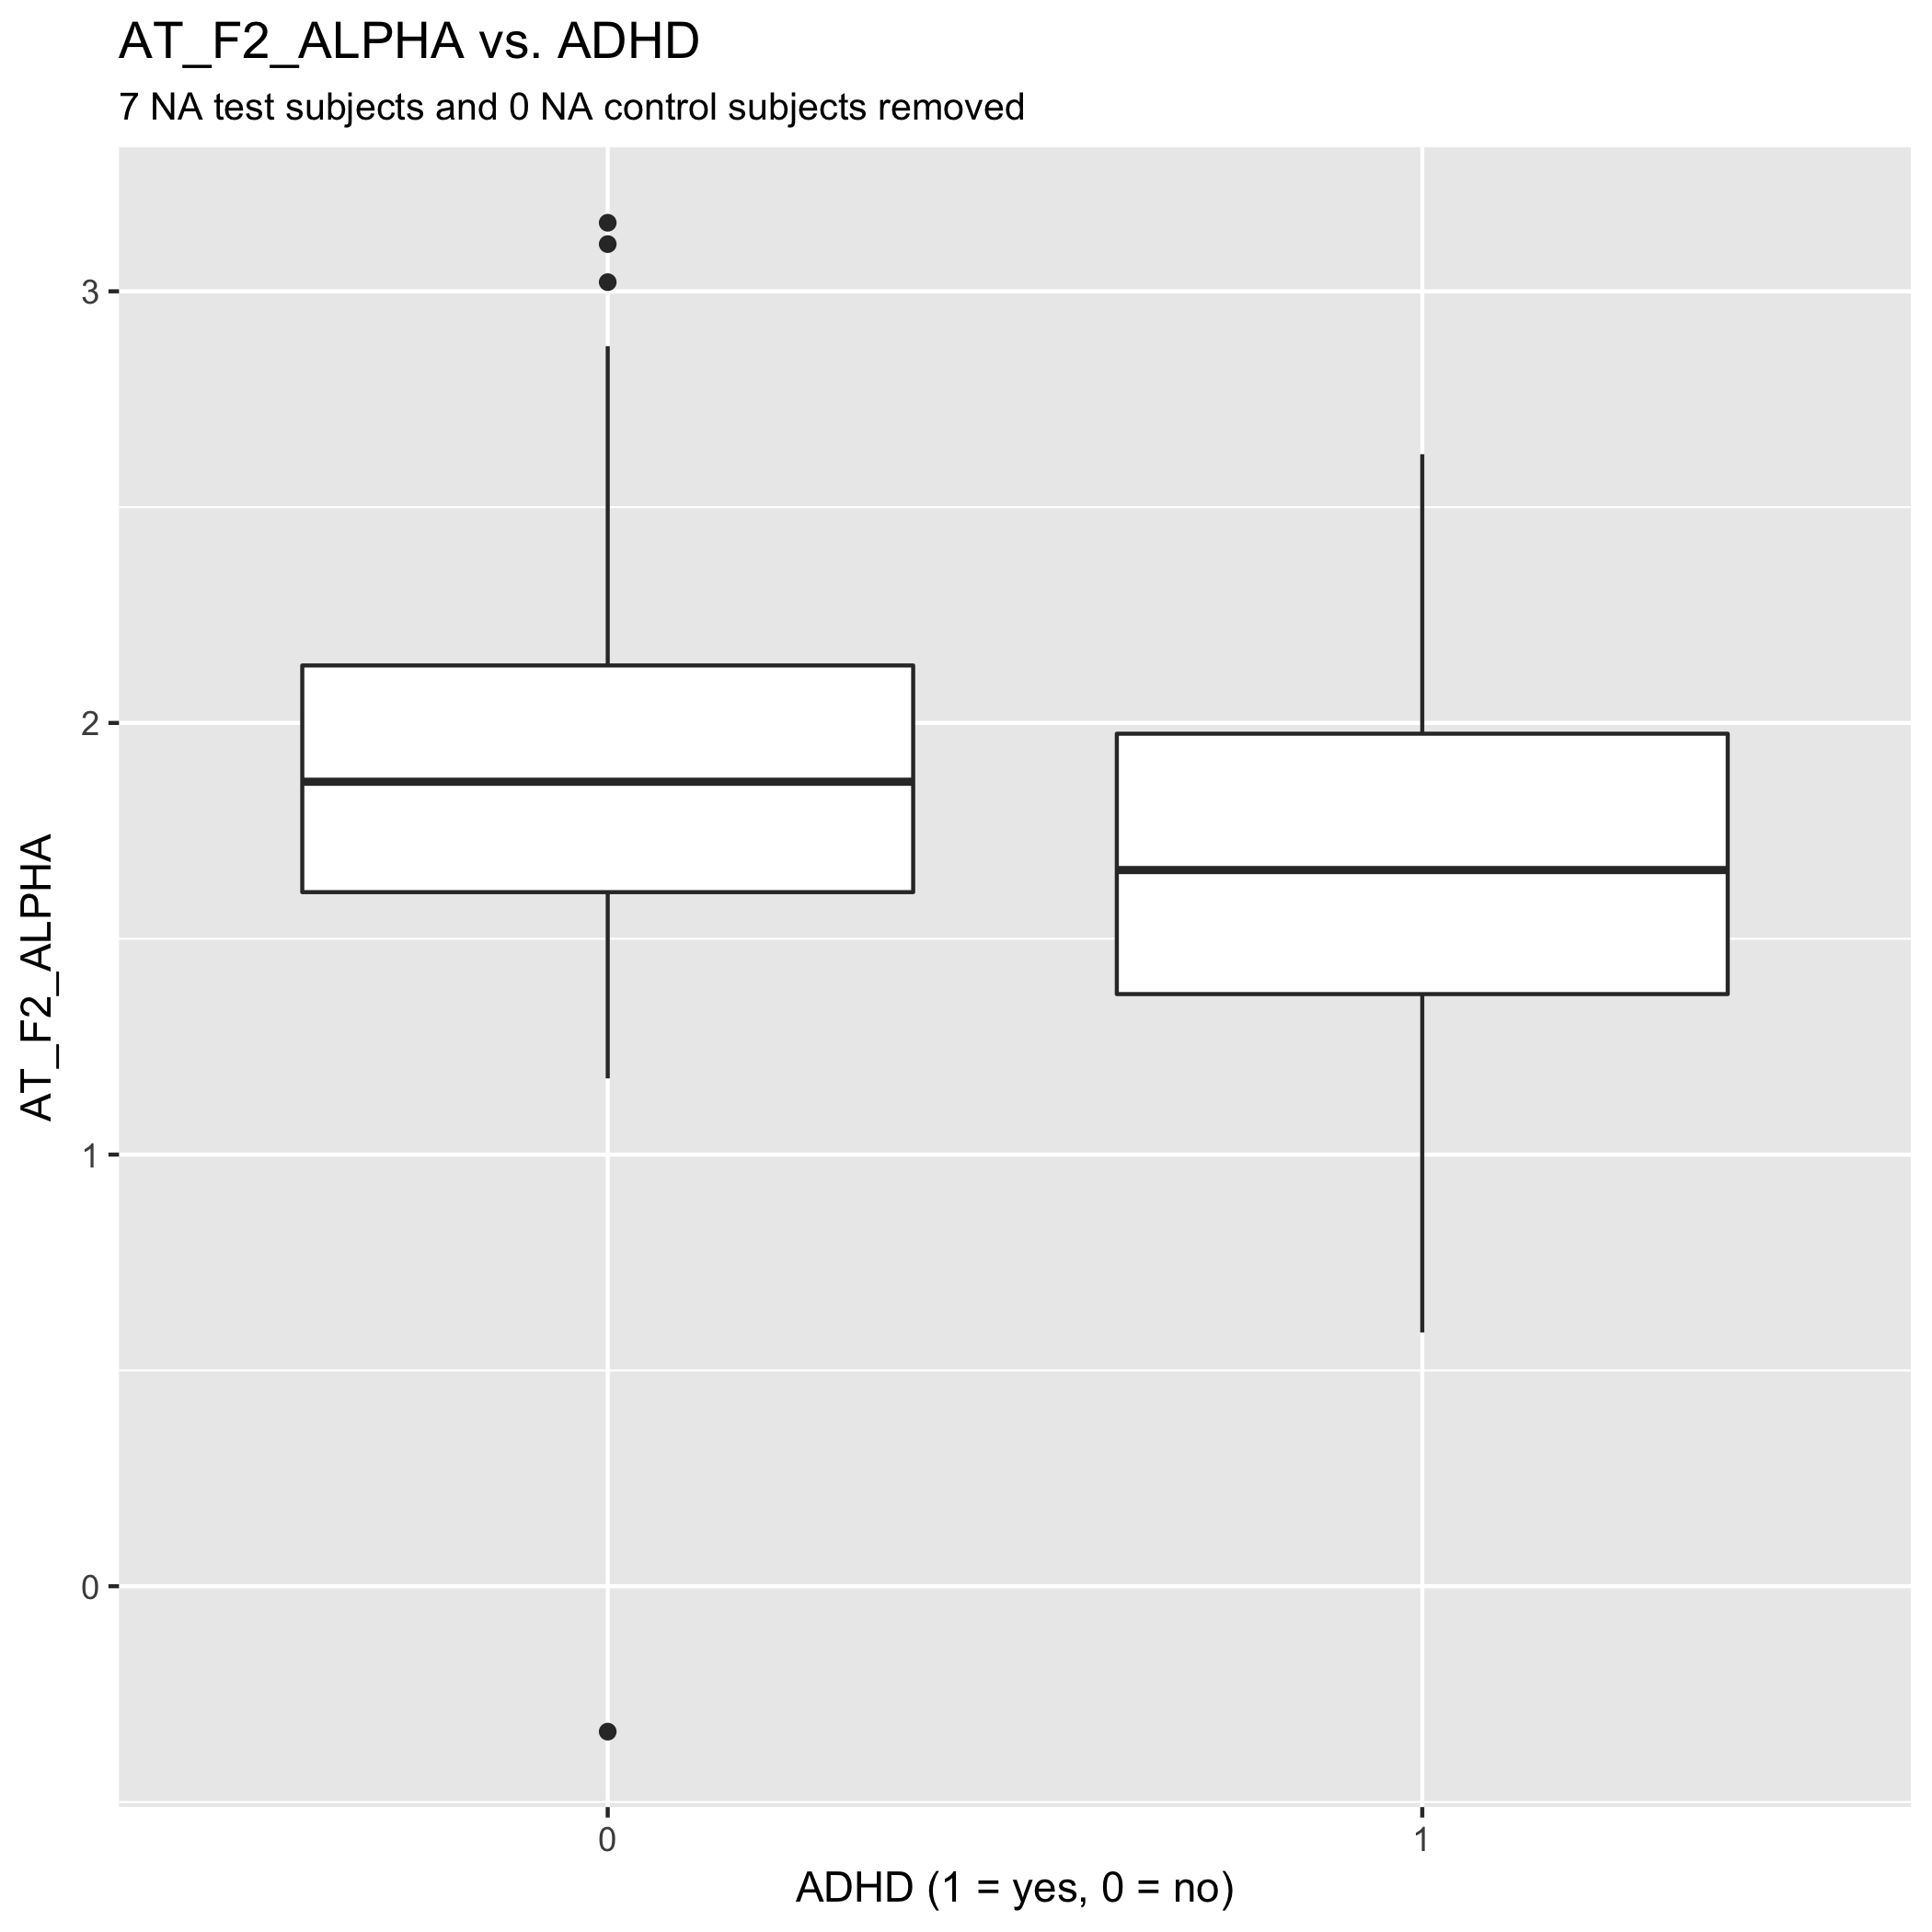 AT_F2_ALPHA vs. ADHD
7 NA test subjects and 0 NA control subjects removed
AT_F2_ALPHA
3
2
1
0
0
1
ADHD (1 = yes, 0 = no)